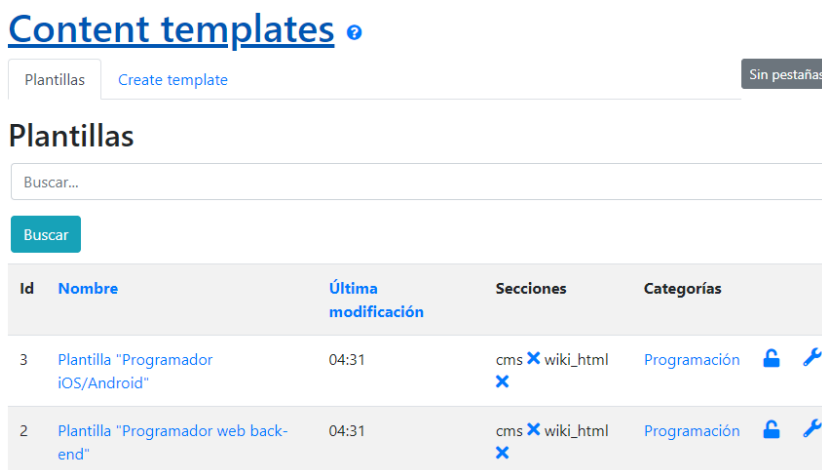 Content templates
Plantillas Create template Sin pestañas
Plantillas
Buscar...
Buscar
Id Nombre Última modificación Secciones Categorías
3 Plantilla "Programador iOS/Android" 04:31 cms wiki_html Programación
2 Plantilla "Programador web back-end" 04:31 cms wiki_html Programación